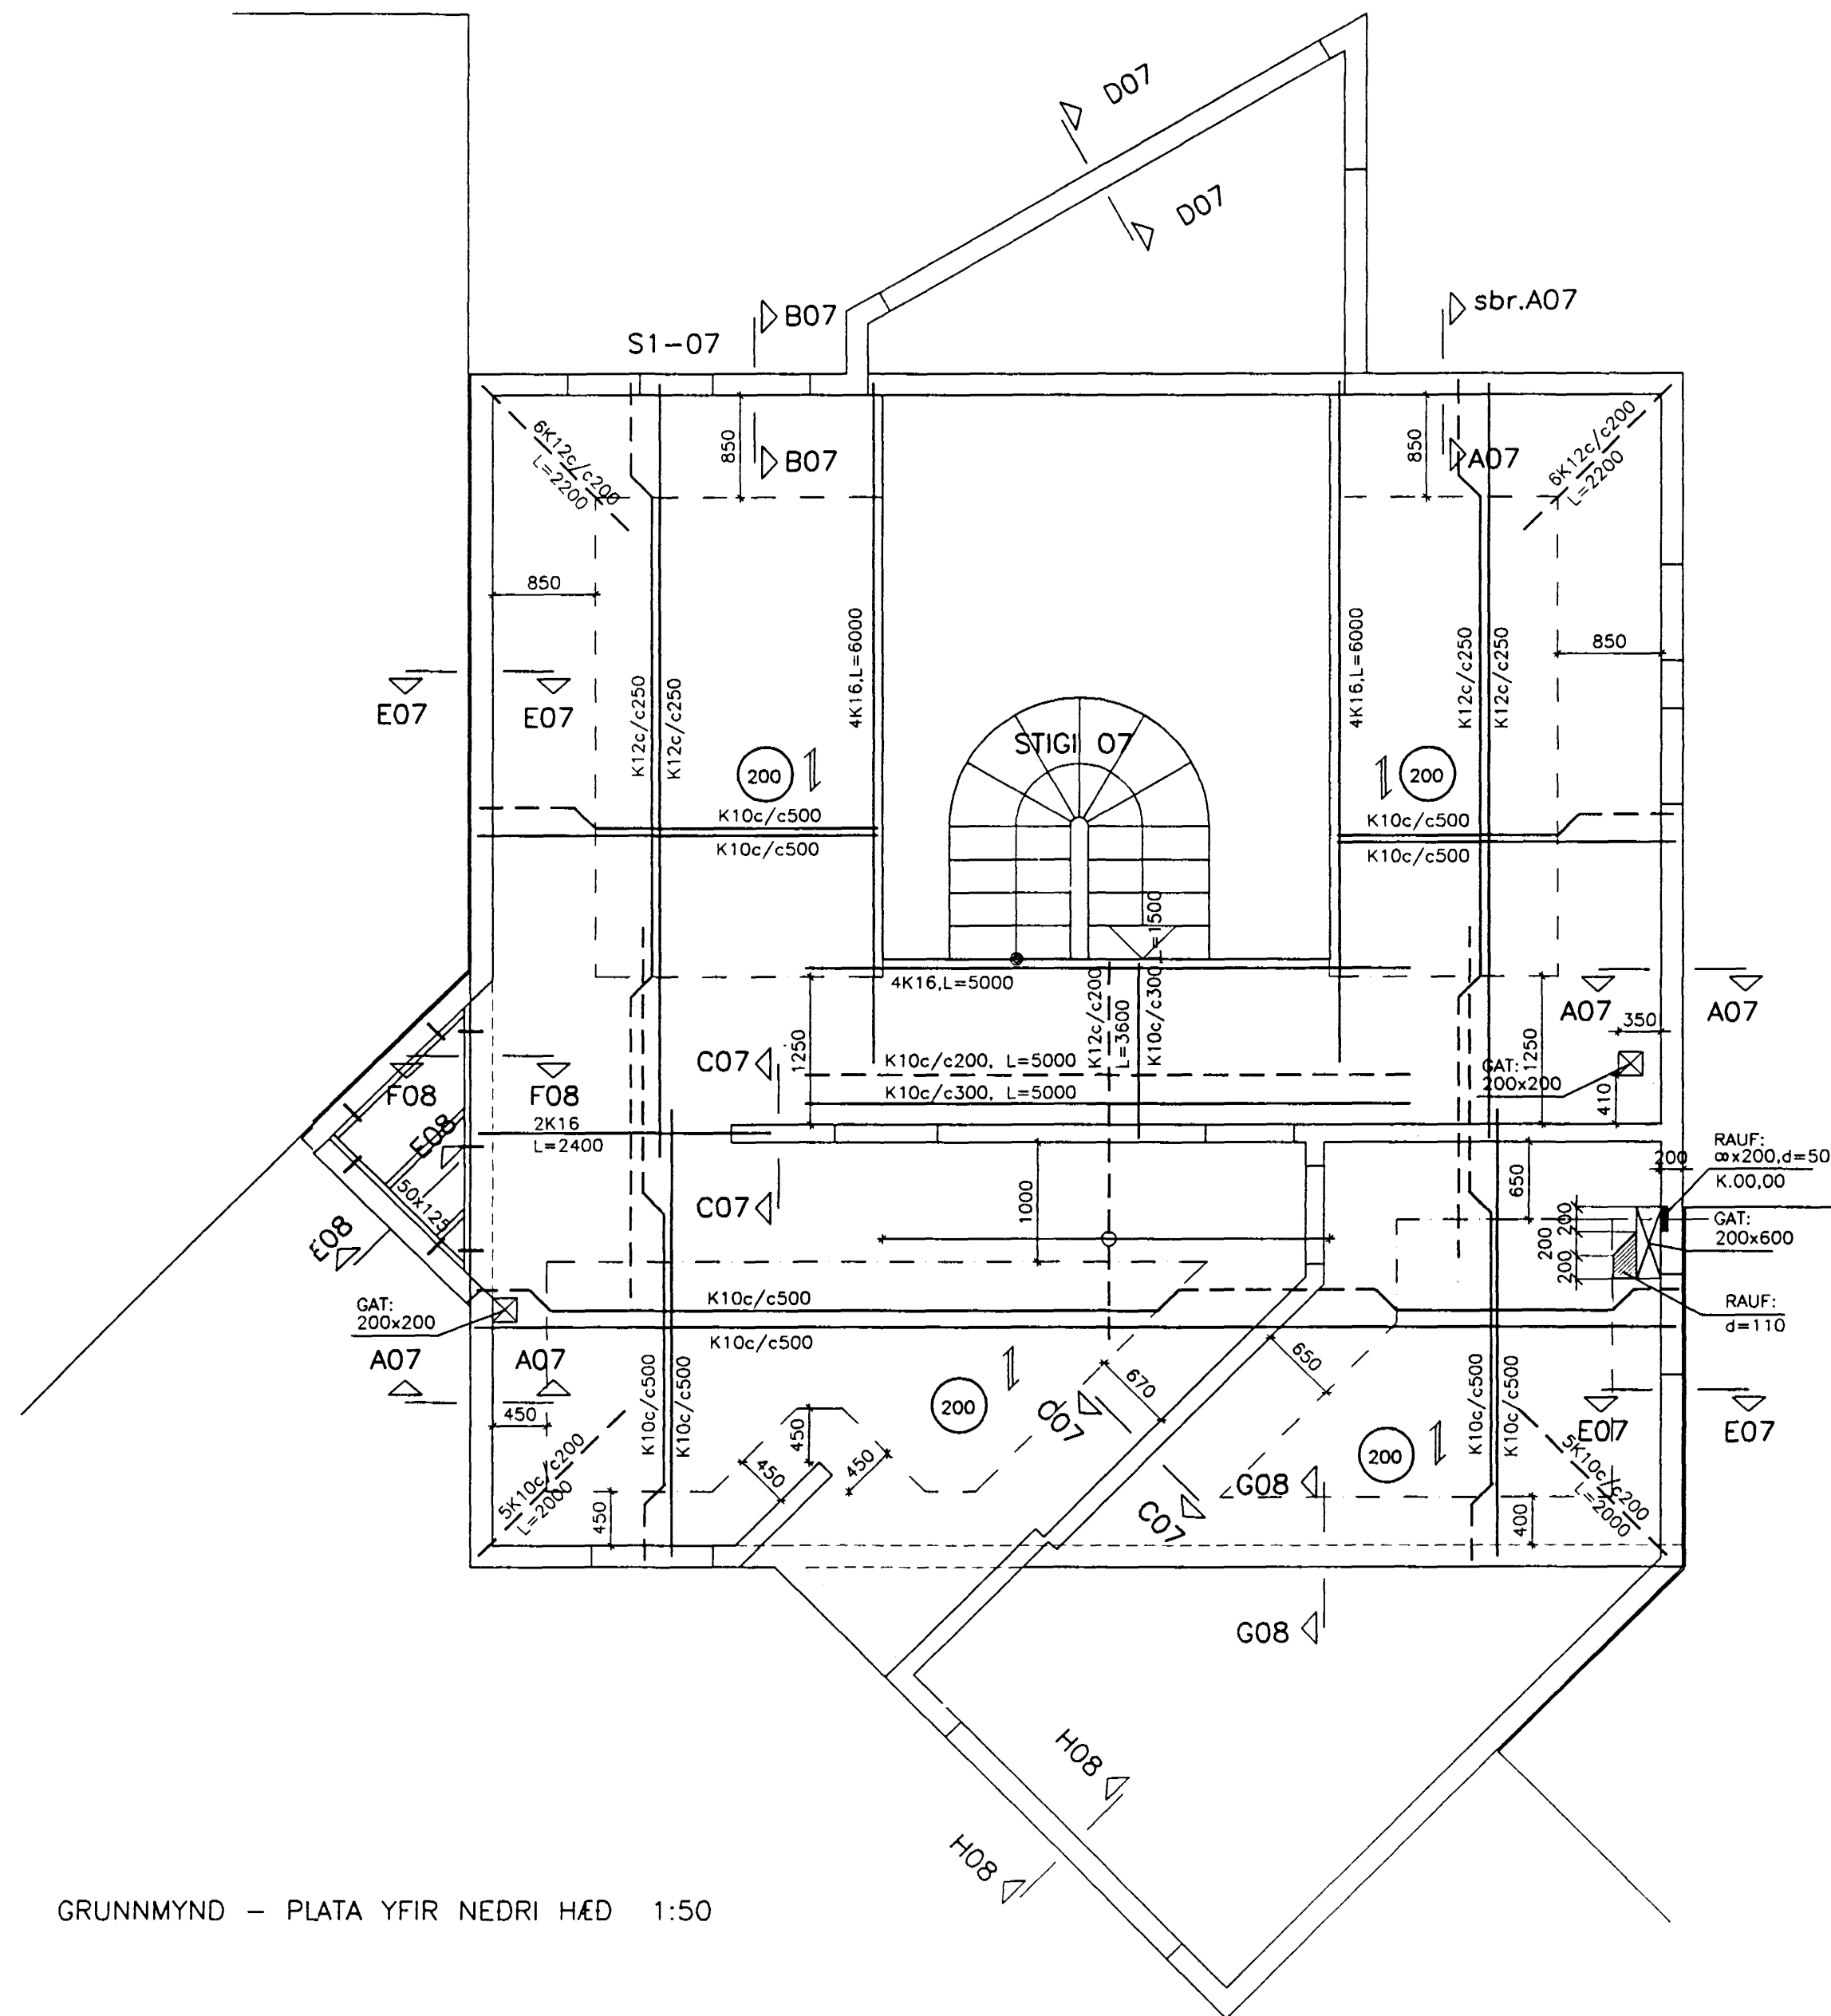 D07
D07
B07
sbr.A07
S1-07
6K12c/c200
L=2200
850
B07
850
A07
6K12c/c200
L=2200
850
850
4K16,L=6000
4K16,L=6000
K12c/c250
K12c/c250
K12c/c250
K12c/c250
E07
E07
STIGI 07
200
200
K10c/c500
K10c/c500
K10c/c500
K10c/c500
4K16,L=5000
K12c/c200
L=3600
K10c/c300,L=1500
A07
A07
350
1250
1250
C07
K10c/c200, L=5000
K10c/c300, L=5000
GAT:
200x200
410
F08
F08
2K16
L=2400
E08
50x125
E08
C07
1000
650
200
RAUF:
∞x200,d=50
K.00,00
GAT:
200x600
200
200
200
RAUF:
d=110
GAT:
200x200
K10c/c500
K10c/c500
A07
A07
450
K10c/c500
K10c/c500
200
670
650
d07
C07
K10c/c500
K10c/c500
E07
E07
200
5K10c/c200
L=2000
450
450
450
450
G08
5K10c/c200
L=2000
400
G08
H08
H08
GRUNNMYND – PLATA YFIR NEÐRI HÆÐ 1:50